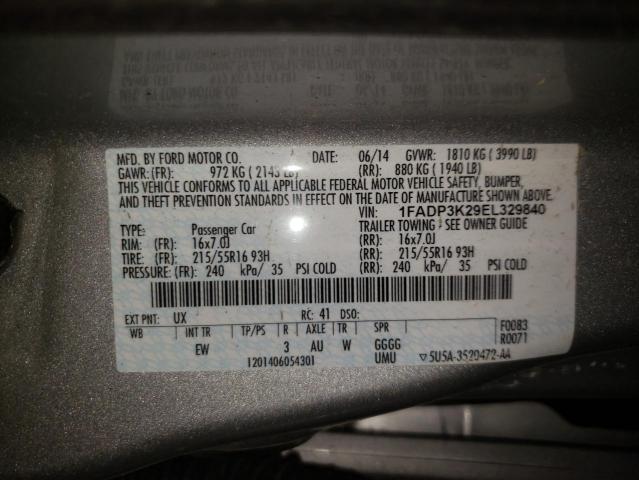 MFD. BY FORD MOTOR CO. DATE: 06/14 GVWR: 1810 KG ( 3990 LB)
GAWR: (FR): 972 KG ( 2143 LB) (RR): 880 KG ( 1940 LB)
THIS VEHICLE CONFORMS TO ALL APPLICABLE FEDERAL MOTOR VEHICLE SAFETY, BUMPER,
AND THEFT PREVENTION STANDARDS IN EFFECT ON THE DATE OF MANUFACTURE SHOWN ABOVE.
VIN: 1FADP3K29EL329840
TYPE: Passenger Car TRAILER TOWING - SEE OWNER GUIDE
RIM: (FR): 16x7.0J (RR): 16x7.0J
TIRE: (FR): 215/55R16 93H (RR): 215/55R16 93H
PRESSURE: (FR): 240 kPa/ 35 PSI COLD (RR): 240 kPa/ 35 PSI COLD
EXT PNT: UX RC: 41 DSO:
WB INT TR TP/PS R AXLE TR SPR F0083
EW 3 AU W GGGG R0071
1201406054301 UMU ▽5U5A-3520472-AA